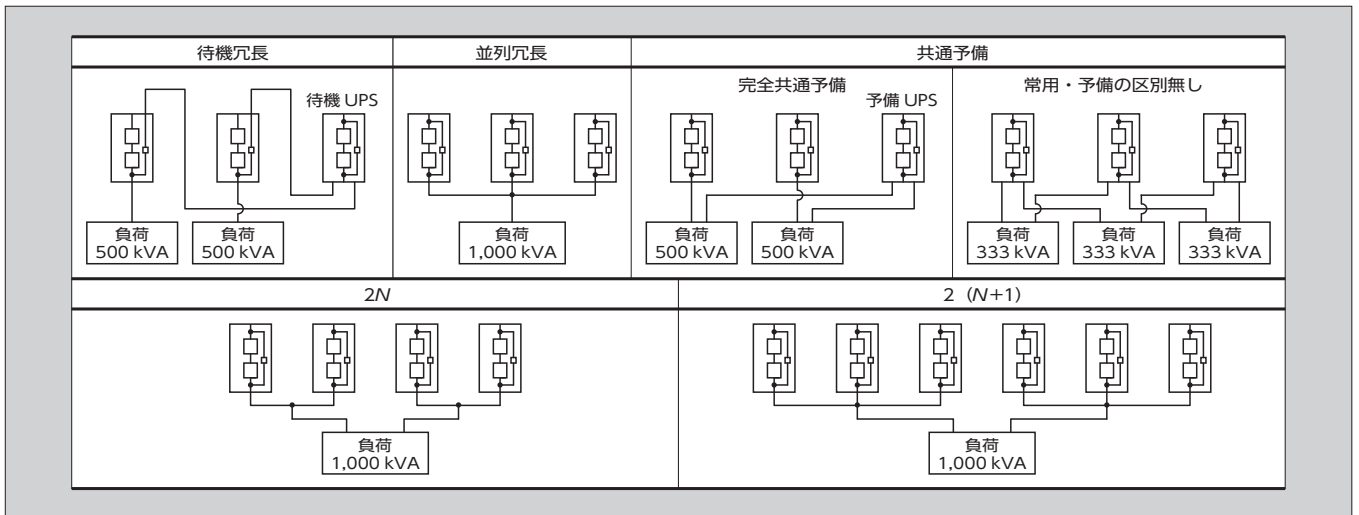 待機冗長
並列冗長
共通予備
待機 UPS
負荷
500 kVA
負荷
500 kVA
負荷
1,000 kVA
完全共通予備
予備 UPS
負荷
500 kVA
負荷
500 kVA
常用・予備の区別無し
負荷
333 kVA
負荷
333 kVA
負荷
333 kVA
2N
2（N+1）
負荷
1,000 kVA
負荷
1,000 kVA